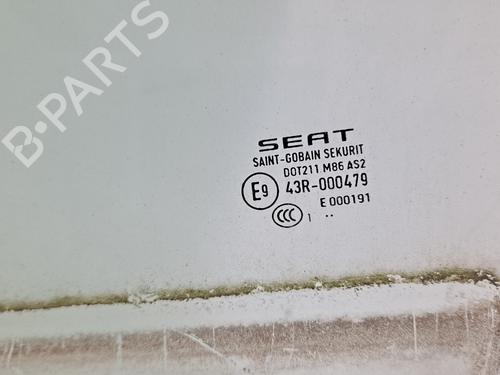 B-PARTS
SEAT
SAINT-GOBAIN SEKURIT
DOT211 M86 AS2
E9 43R-000479
E 000191
CCC 1 ..